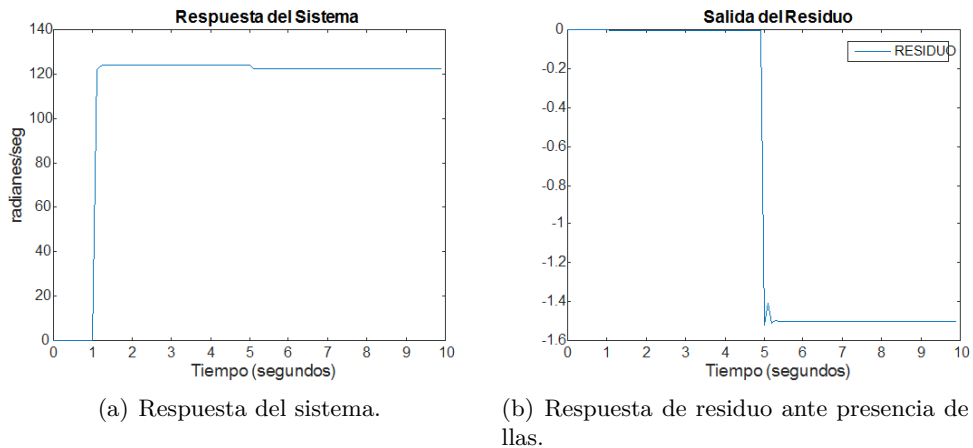 Respuesta del Sistema
140
120
100
80
60
40
20
0
radianes/seg
0 1 2 3 4 5 6 7 8 9 10
Tiempo (segundos)
(a) Respuesta del sistema.
Salida del Residuo
RESIDUO
0
-0.2
-0.4
-0.6
-0.8
-1
-1.2
-1.4
-1.6
0 1 2 3 4 5 6 7 8 9 10
Tiempo (segundos)
(b) Respuesta de residuo ante presencia de
llas.